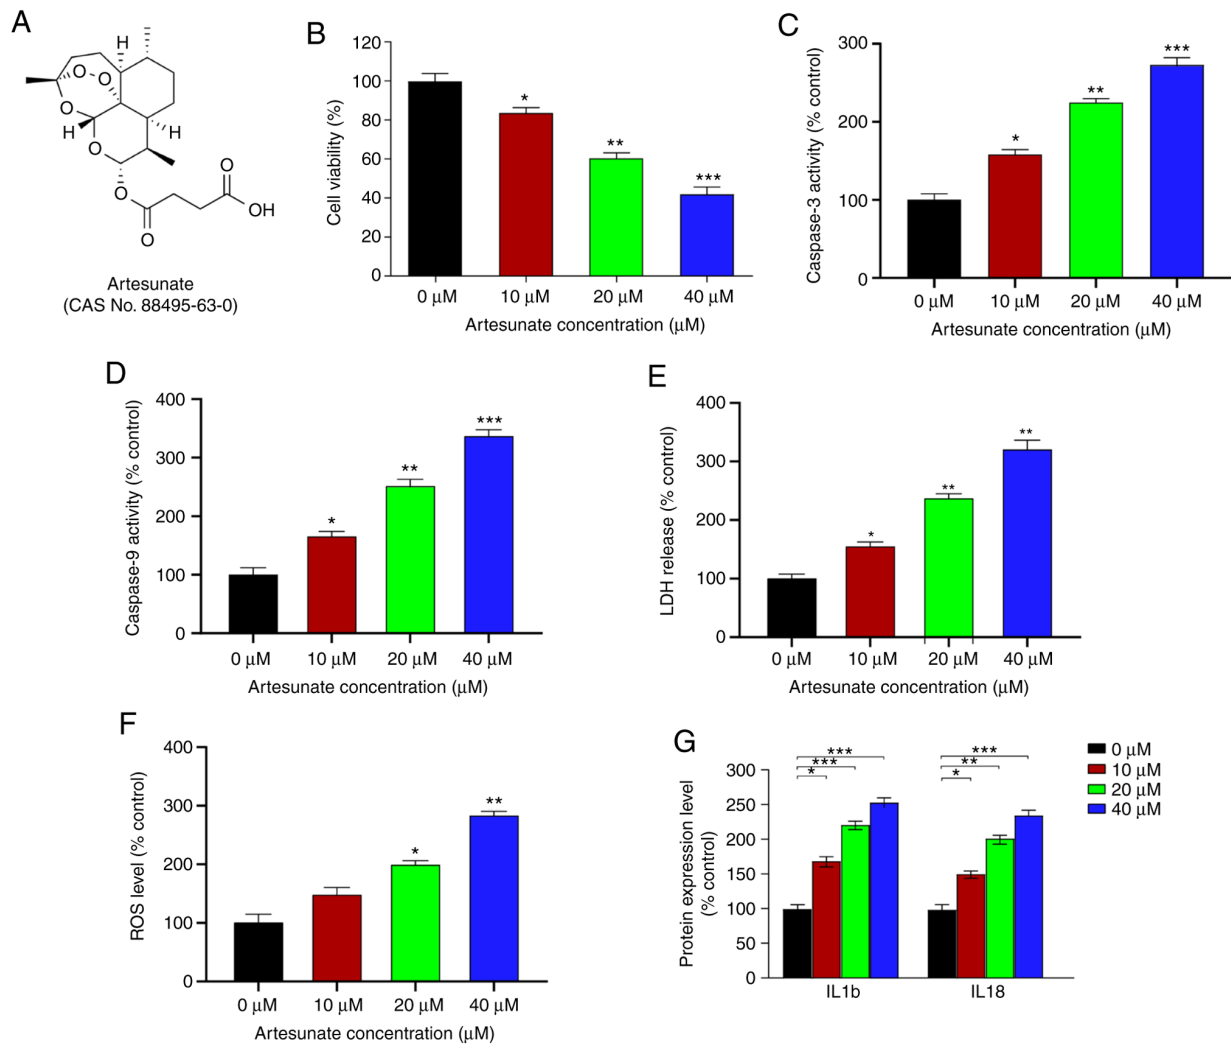 A
H
O
O
O
H
H
O
O
O
OH
O
Artesunate
(CAS No. 88495-63-0)
B
Cell viability (%)
120
100
80
60
40
20
0
*
**
***
0 μM 10 μM 20 μM 40 μM
Artesunate concentration (μM)
C
Caspase-3 activity (% control)
300
200
100
0
*
**
***
0 μM 10 μM 20 μM 40 μM
Artesunate concentration (μM)
D
Caspase-9 activity (% control)
400
300
200
100
0
*
**
***
0 μM 10 μM 20 μM 40 μM
Artesunate concentration (μM)
E
LDH release (% control)
400
300
200
100
0
*
**
**
0 μM 10 μM 20 μM 40 μM
Artesunate concentration (μM)
F
ROS level (% control)
400
300
200
100
0
*
**
0 μM 10 μM 20 μM 40 μM
Artesunate concentration (μM)
G
Protein expression level
(% control)
300
250
200
150
100
50
0
***
***
*
***
**
*
IL1b IL18
0 μM
10 μM
20 μM
40 μM